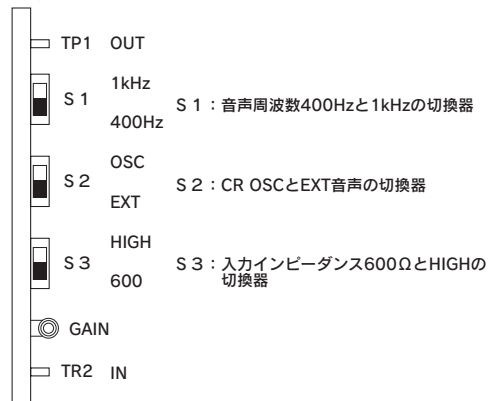 TP1 OUT
1kHz
S 1
400Hz
S 1：音声周波数400Hzと1kHzの切換器
OSC
S 2
EXT
S 2：CR OSCとEXT音声の切換器
HIGH
S 3
600
S 3：入力インピーダンス600ΩとHIGHの
切換器
GAIN
TR2 IN